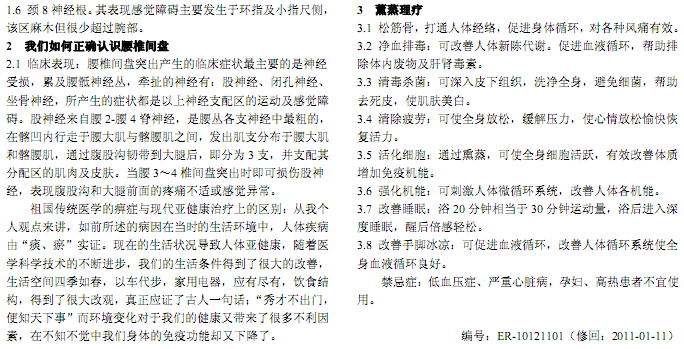 1.6 颈 8 神经根。其表现感觉障碍主要发生于环指及小指尺侧，
该区麻木但很少超过腕部。
2 我们如何正确认识腰椎间盘
2.1 临床表现：腰椎间盘突出产生的临床症状最主要的是神经
受损，累及腰骶神经丛，牵扯的神经有：股神经、闭孔神经、
坐骨神经，所产生的症状都是以上神经支配区的运动及感觉障
碍。股神经来自腰 2-腰 4 脊神经，是腰丛各支神经中最粗的，
在髂凹内行走于腰大肌与髂腰肌之间，发出肌支分布于腰大肌
和髂腰肌，通过腹股沟韧带到大腿后，即分为 3 支，并支配其
分配区的肌肉及皮肤。当腰 3～4 椎间盘突出时即可损伤股神
经，表现腹股沟和大腿前面的疼痛不适或感觉异常。
祖国传统医学的痹症与现代亚健康治疗上的区别：从我个
人观点来讲，如前所述的病因在当时的生活环境中，人体疾病
由“痰、瘀”实证。现在的生活状况导致人体亚健康，随着医
学科学技术的不断进步，我们的生活条件得到了很大的改善，
生活空间四季如春，以车代步，家用电器，应有尽有，饮食结
构，得到了很大改观，真正应证了古人一句话：“秀才不出门，
便知天下事”而环境变化对于我们的健康又带来了很多不利因
素，在不知不觉中我们身体的免疫功能却又下降了。
3 薰蒸理疗
3.1 松筋骨，打通人体经络，促进身体循环，对各种风痛有效。
3.2 净血排毒：可改善人体新陈代谢。促进血液循环，帮助排
除体内废物及肝肾毒素。
3.3 清毒杀菌：可深入皮下组织，洗净全身，避免细菌，帮助
去死皮，使肌肤美白。
3.4 清除疲劳：可使全身放松，缓解压力，使心情放松愉快恢
复活力。
3.5 活化细胞：通过熏蒸，可使全身细胞活跃，有效改善体质
增加免疫机能。
3.6 强化机能：可刺激人体微循环系统，改善人体各机能。
3.7 改善睡眠：浴 20 分钟相当于 30 分钟运动量，浴后进入深
度睡眠，醒后倍感轻松。
3.8 改善手脚冰凉：可促进血液循环，改善人体循环系统使全
身血液循环良好。
禁忌症：低血压症、严重心脏病，孕妇、高热患者不宜使
用。
编号：ER-10121101（修回：2011-01-11）